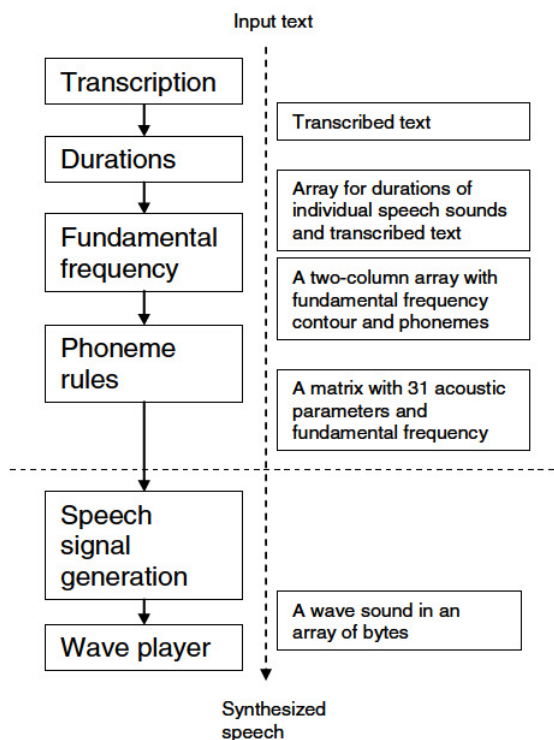 Input text
Transcription
Transcribed text
Durations
Array for durations of
individual speech sounds
and transcribed text
Fundamental
frequency
A two-column array with
fundamental frequency
contour and phonemes
Phoneme
rules
A matrix with 31 acoustic
parameters and
fundamental frequency
Speech
signal
generation
A wave sound in an
array of bytes
Wave player
Synthesized
speech